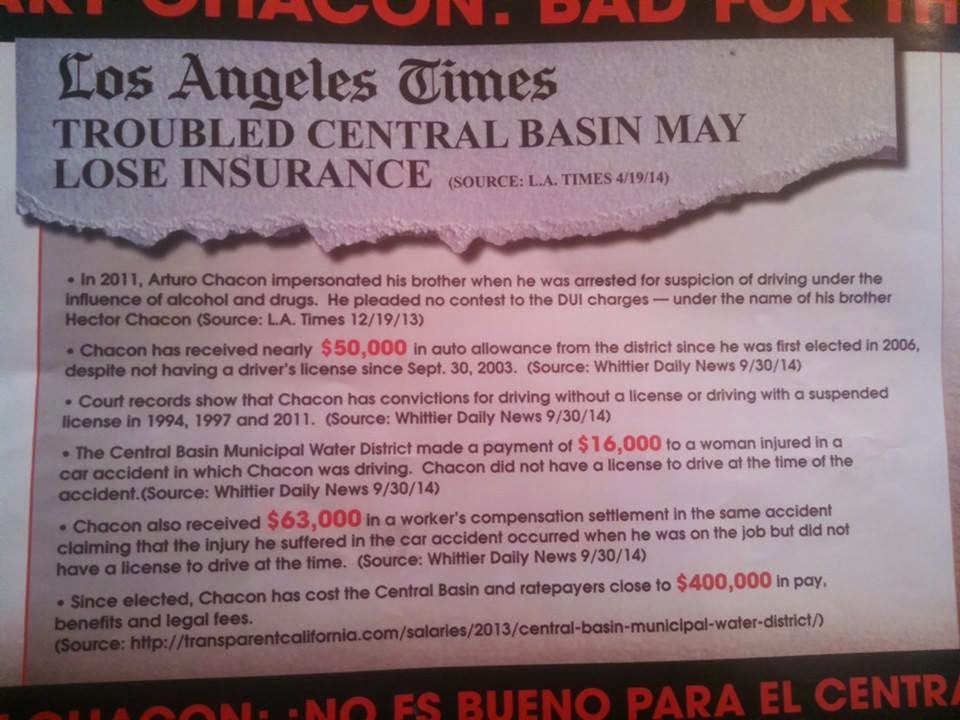 CHACON: BAD FOR TH
Los Angeles Times
TROUBLED CENTRAL BASIN MAY
LOSE INSURANCE (SOURCE: L.A. TIMES 4/19/14)
• In 2011, Arturo Chacon impersonated his brother when he was arrested for suspicion of driving under the
influence of alcohol and drugs. He pleaded no contest to the DUI charges — under the name of his brother
Hector Chacon (Source: L.A. Times 12/19/13)
• Chacon has received nearly $50,000 in auto allowance from the district since he was first elected in 2006,
despite not having a driver's license since Sept. 30, 2003. (Source: Whittier Daily News 9/30/14)
• Court records show that Chacon has convictions for driving without a license or driving with a suspended
license in 1994, 1997 and 2011. (Source: Whittier Daily News 9/30/14)
• The Central Basin Municipal Water District made a payment of $16,000 to a woman injured in a
car accident in which Chacon was driving. Chacon did not have a license to drive at the time of the
accident.(Source: Whittier Daily News 9/30/14)
• Chacon also received $63,000 in a worker's compensation settlement in the same accident
claiming that the injury he suffered in the car accident occurred when he was on the job but did not
have a license to drive at the time. (Source: Whittier Daily News 9/30/14)
• Since elected, Chacon has cost the Central Basin and ratepayers close to $400,000 in pay,
benefits and legal fees.
(Source: http://transparentcalifornia.com/salaries/2013/central-basin-municipal-water-district/)
CHACON: ¡NO ES BUENO PARA EL CENTRA